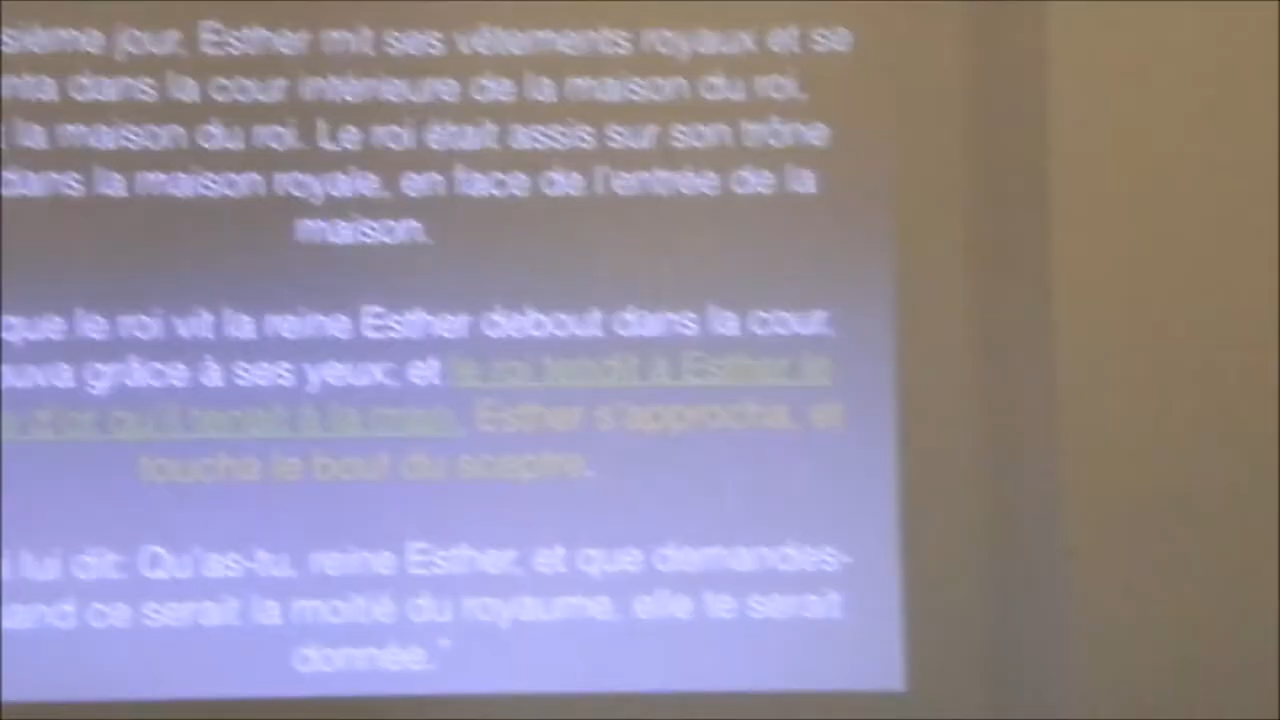 sième jour, Esther mit ses vêtements royaux et se
nta dans la cour intérieure de la maison du roi,
la maison du roi. Le roi était assis sur son trône
dans la maison royale, en face de l'entrée de la
maison.
que le roi vit la reine Esther debout dans la cour,
uva grâce à ses yeux; et le roi tendit à Esther le
d'or qu'il tenait à la main. Esther s'approcha, et
toucha le bout du sceptre.
lui dit: Qu'as-tu, reine Esther, et que demandes-
and ce serait la moitié du royaume, elle te serait
donnée."